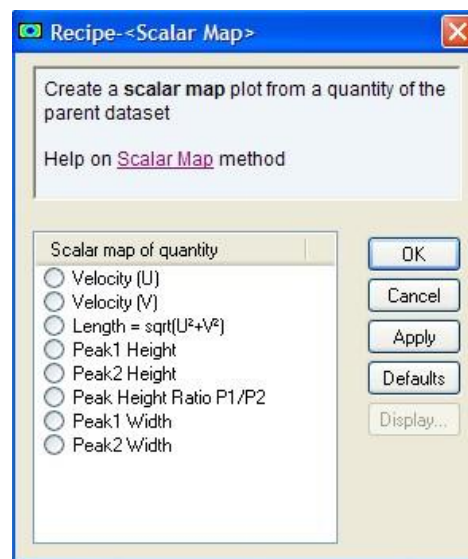 Recipe-<Scalar Map>
Create a scalar map plot from a quantity of the
parent dataset
Help on Scalar Map method
Scalar map of quantity
Velocity (U)
Velocity (V)
Length = sqrt(U²+V²)
Peak1 Height
Peak2 Height
Peak Height Ratio P1/P2
Peak1 Width
Peak2 Width
OK
Cancel
Apply
Defaults
Display...